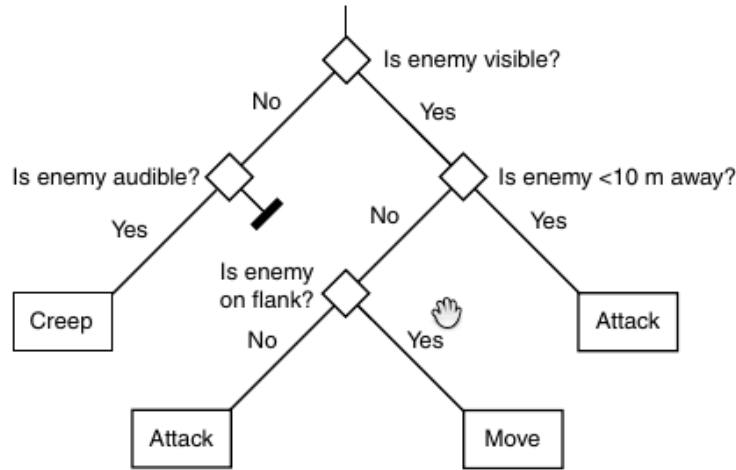 Is enemy visible?
No
Yes
Is enemy audible?
Is enemy <10 m away?
Yes
No
Yes
Is enemy
on flank?
Creep
Attack
No
Yes
Attack
Move